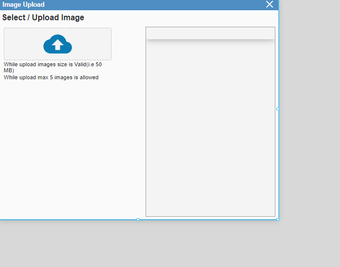 Image Upload
Select / Upload Image
While upload images size is Valid(i.e 50
MB)
While upload max 5 images is allowed